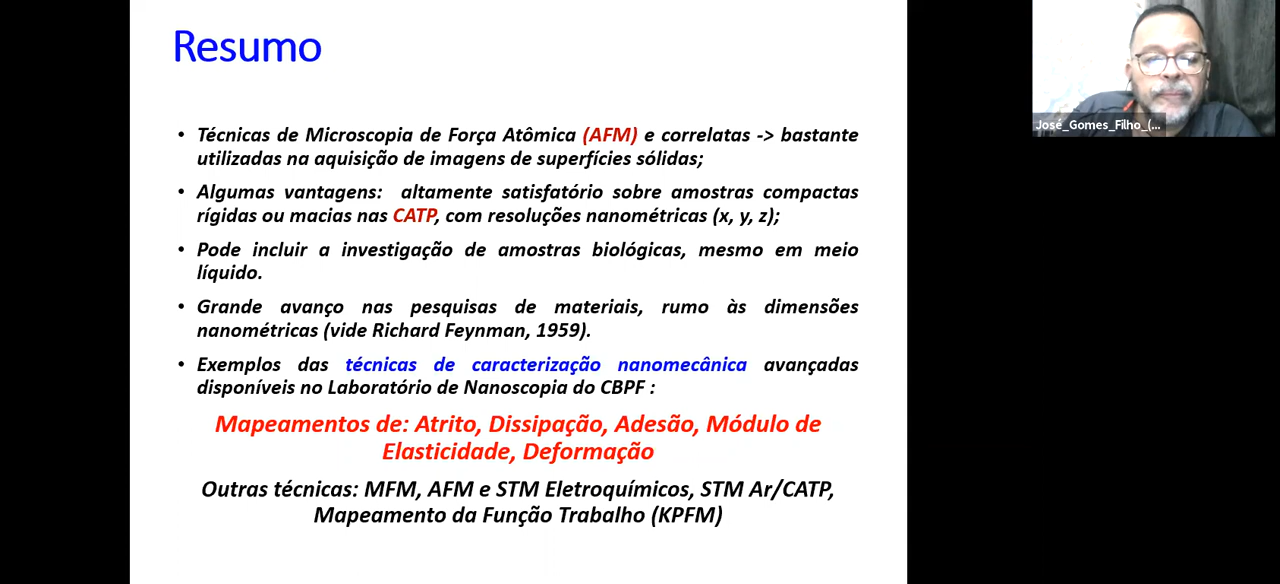 Resumo
José_Gomes_Filho_(...
• Técnicas de Microscopia de Força Atômica (AFM) e correlatas -> bastante
utilizadas na aquisição de imagens de superfícies sólidas;
• Algumas vantagens: altamente satisfatório sobre amostras compactas
rígidas ou macias nas CATP, com resoluções nanométricas (x, y, z);
• Pode incluir a investigação de amostras biológicas, mesmo em meio
líquido.
• Grande avanço nas pesquisas de materiais, rumo às dimensões
nanométricas (vide Richard Feynman, 1959).
• Exemplos das técnicas de caracterização nanomecânica avançadas
disponíveis no Laboratório de Nanoscopia do CBPF :
Mapeamentos de: Atrito, Dissipação, Adesão, Módulo de
Elasticidade, Deformação
Outras técnicas: MFM, AFM e STM Eletroquímicos, STM Ar/CATP,
Mapeamento da Função Trabalho (KPFM)